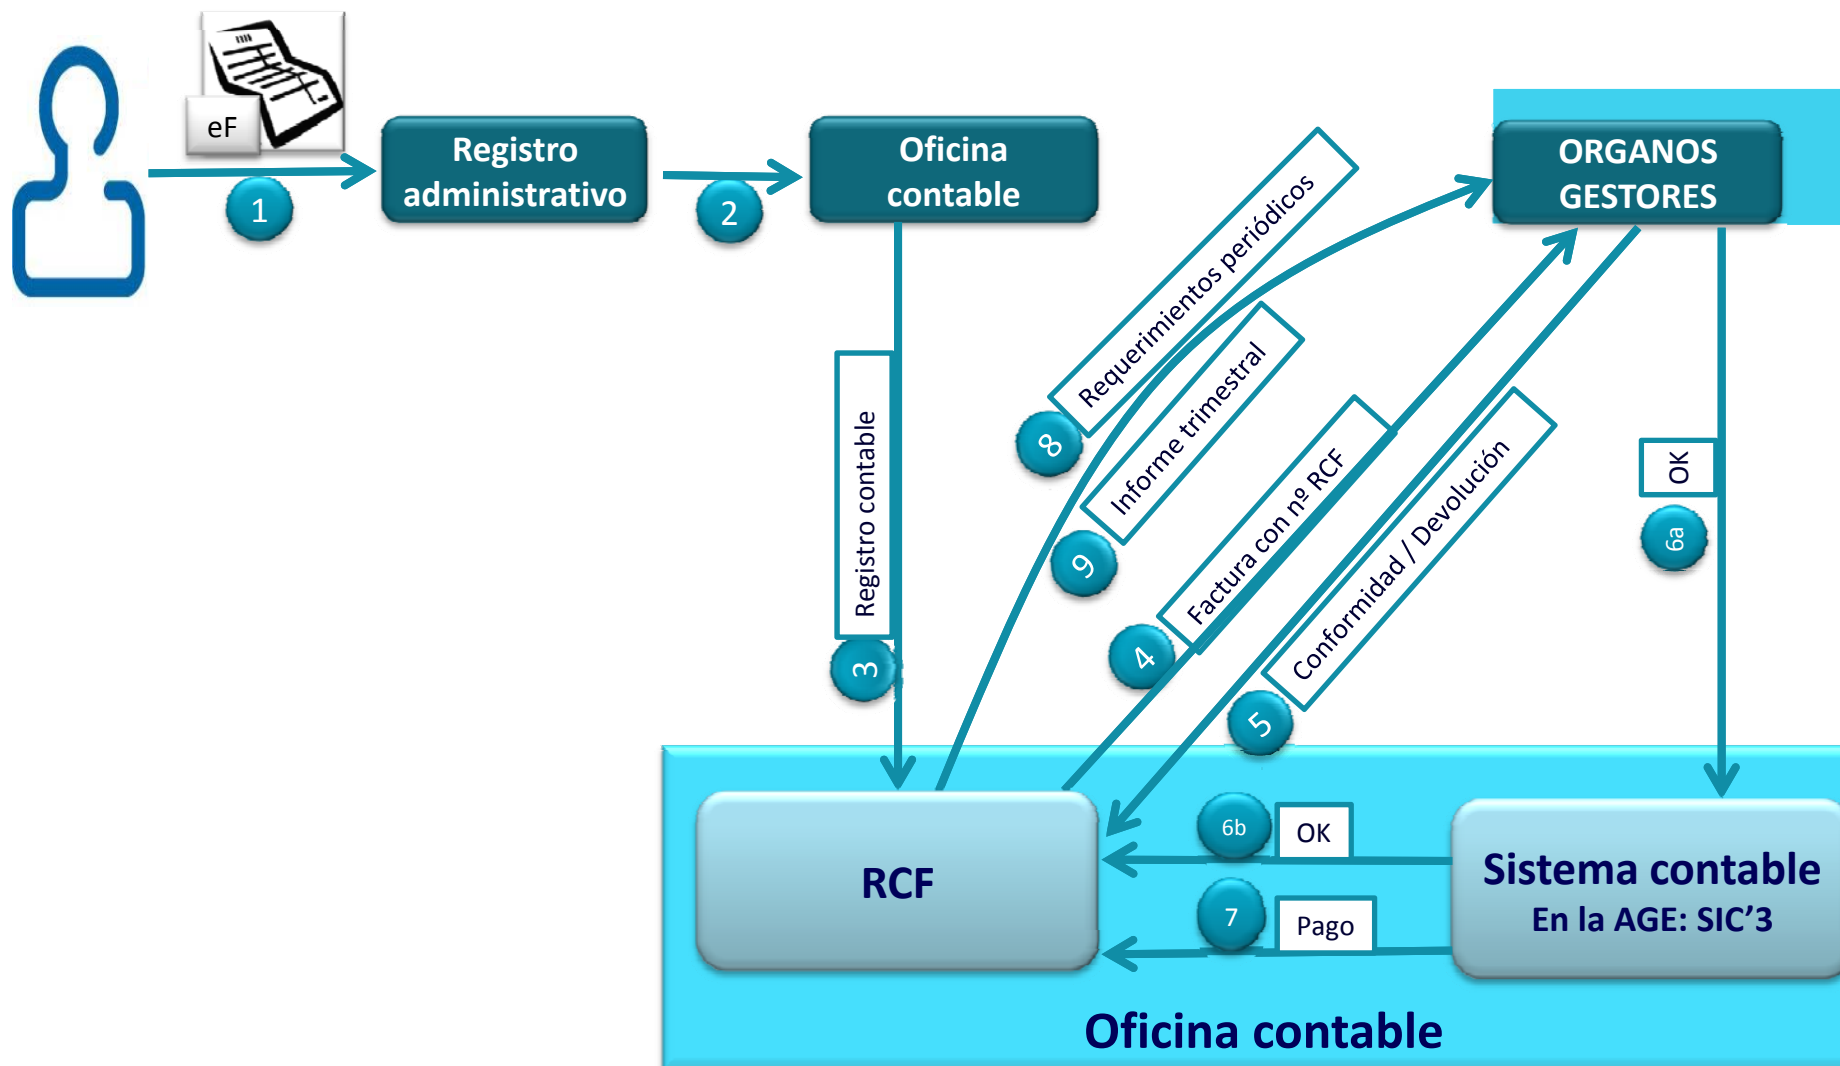 eF
1
Registro
administrativo
2
Oficina
contable
ORGANOS
GESTORES
Registro contable
3
Requerimientos periódicos
8
Informe trimestral
9
Factura con nº RCF
4
Conformidad / Devolución
5
OK
6a
6b
OK
7
Pago
RCF
Sistema contable
En la AGE: SIC’3
Oficina contable